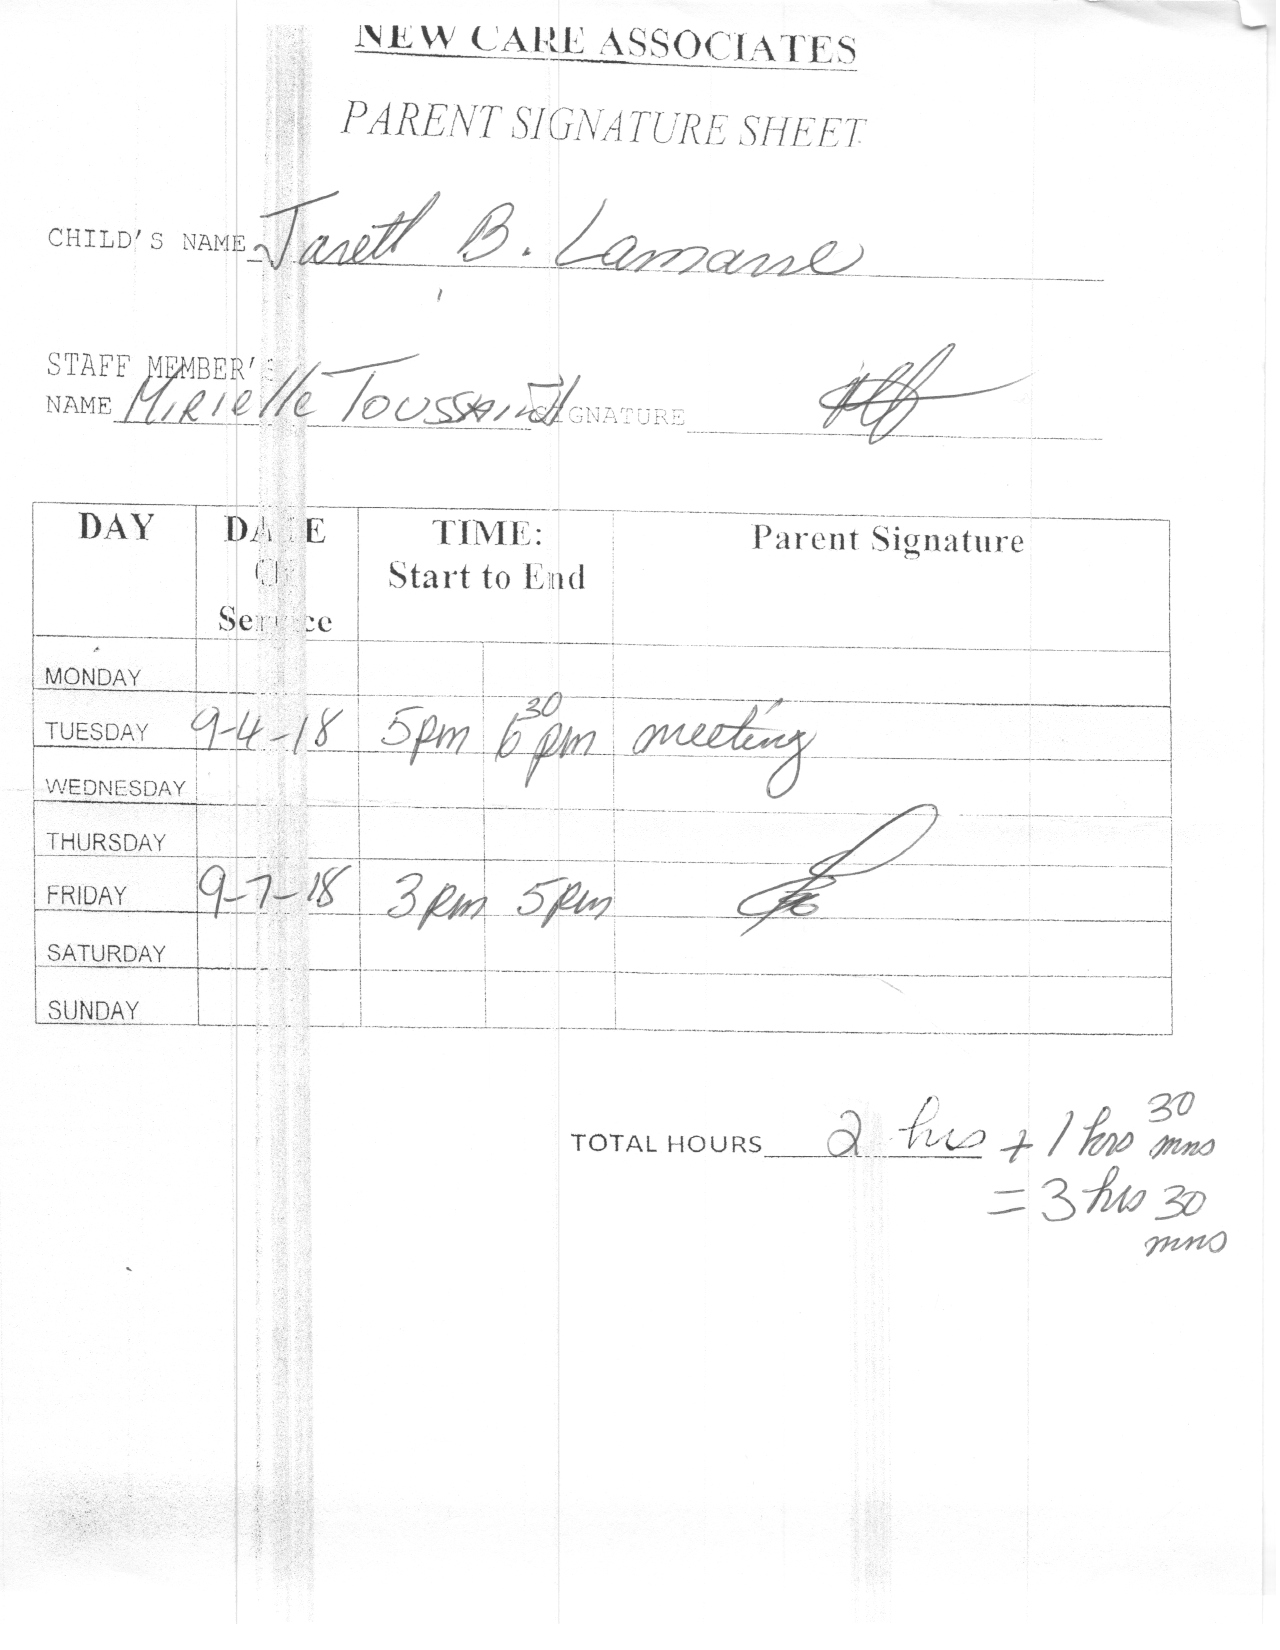 NEW CARE ASSOCIATES
PARENT SIGNATURE SHEET
CHILD'S NAME Jareth B. Lamarre
STAFF MEMBER'S
NAME Mirielle Toussaint SIGNATURE
DAY DATE OF Service TIME: Start to End Parent Signature
MONDAY
TUESDAY 9-4-18 5pm 6 30 pm meeting
WEDNESDAY
THURSDAY
FRIDAY 9-7-18 3pm 5pm
SATURDAY
SUNDAY
TOTAL HOURS 2 hrs + 1 hrs 30 mns
= 3 hrs 30
mns